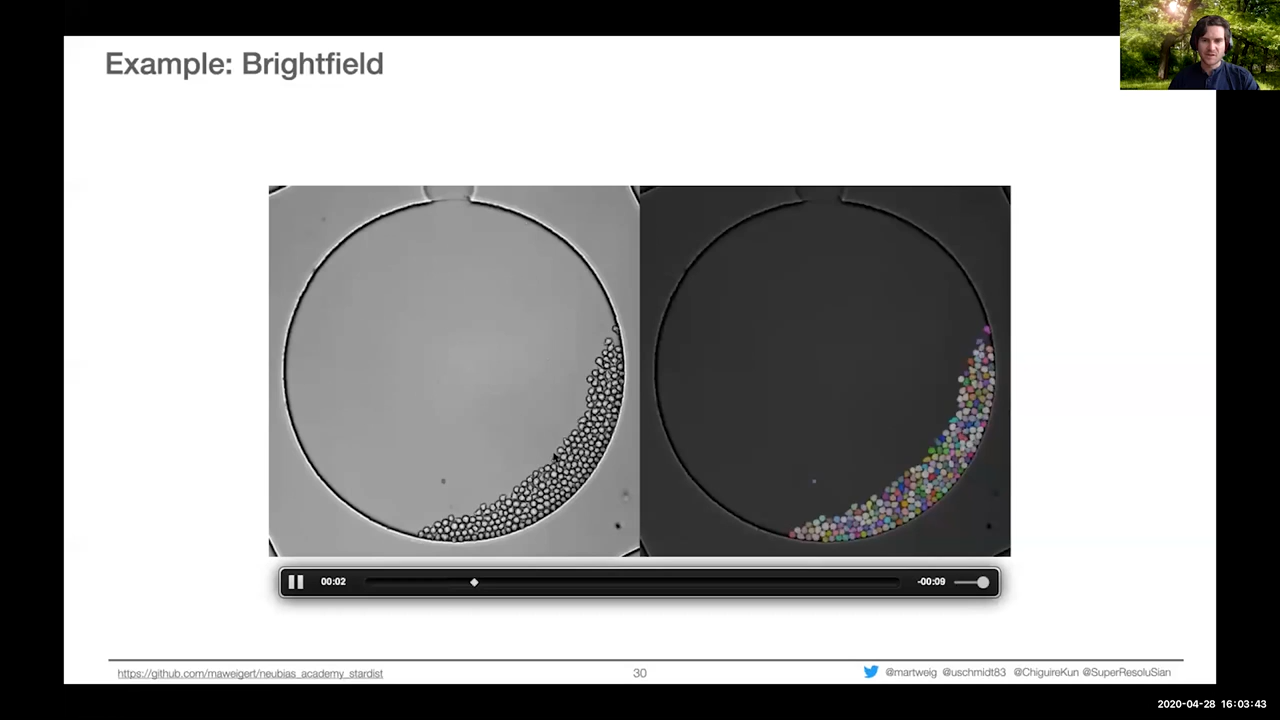 Example: Brightfield
00:02
-00:09
https://github.com/maweigert/neubias_academy_stardist
30
@martweig @uschmidt83 @ChiguireKun @SuperResoluSian
2020-04-28 16:03:43